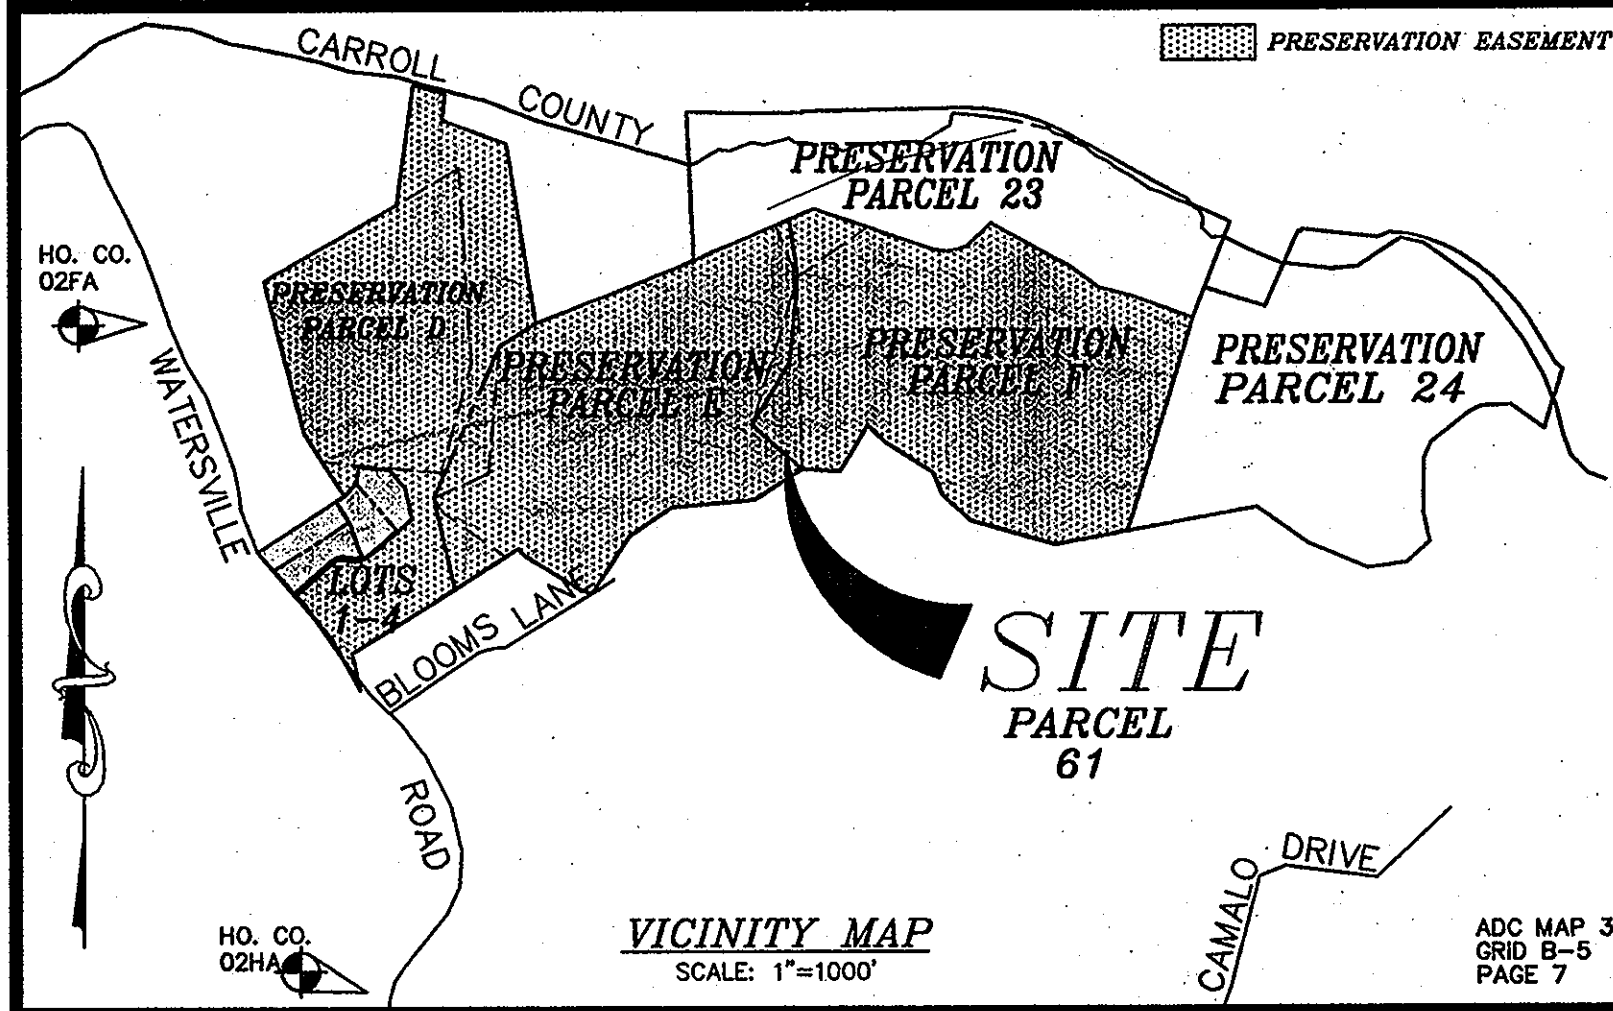 PRESERVATION EASEMENT
CARROLL
COUNTY
PRESERVATION
PARCEL 23
HO. CO.
02FA
PRESERVATION
PARCEL D
PRESERVATION
PARCEL E
PRESERVATION
PARCEL F
PRESERVATION
PARCEL 24
WATERSVILLE
LOTS
1-4
BLOOMS LANE
SITE
PARCEL
61
ROAD
CAMALO
DRIVE
HO. CO.
02HA
VICINITY MAP
SCALE: 1"=1000'
ADC MAP 3
GRID B-5
PAGE 7